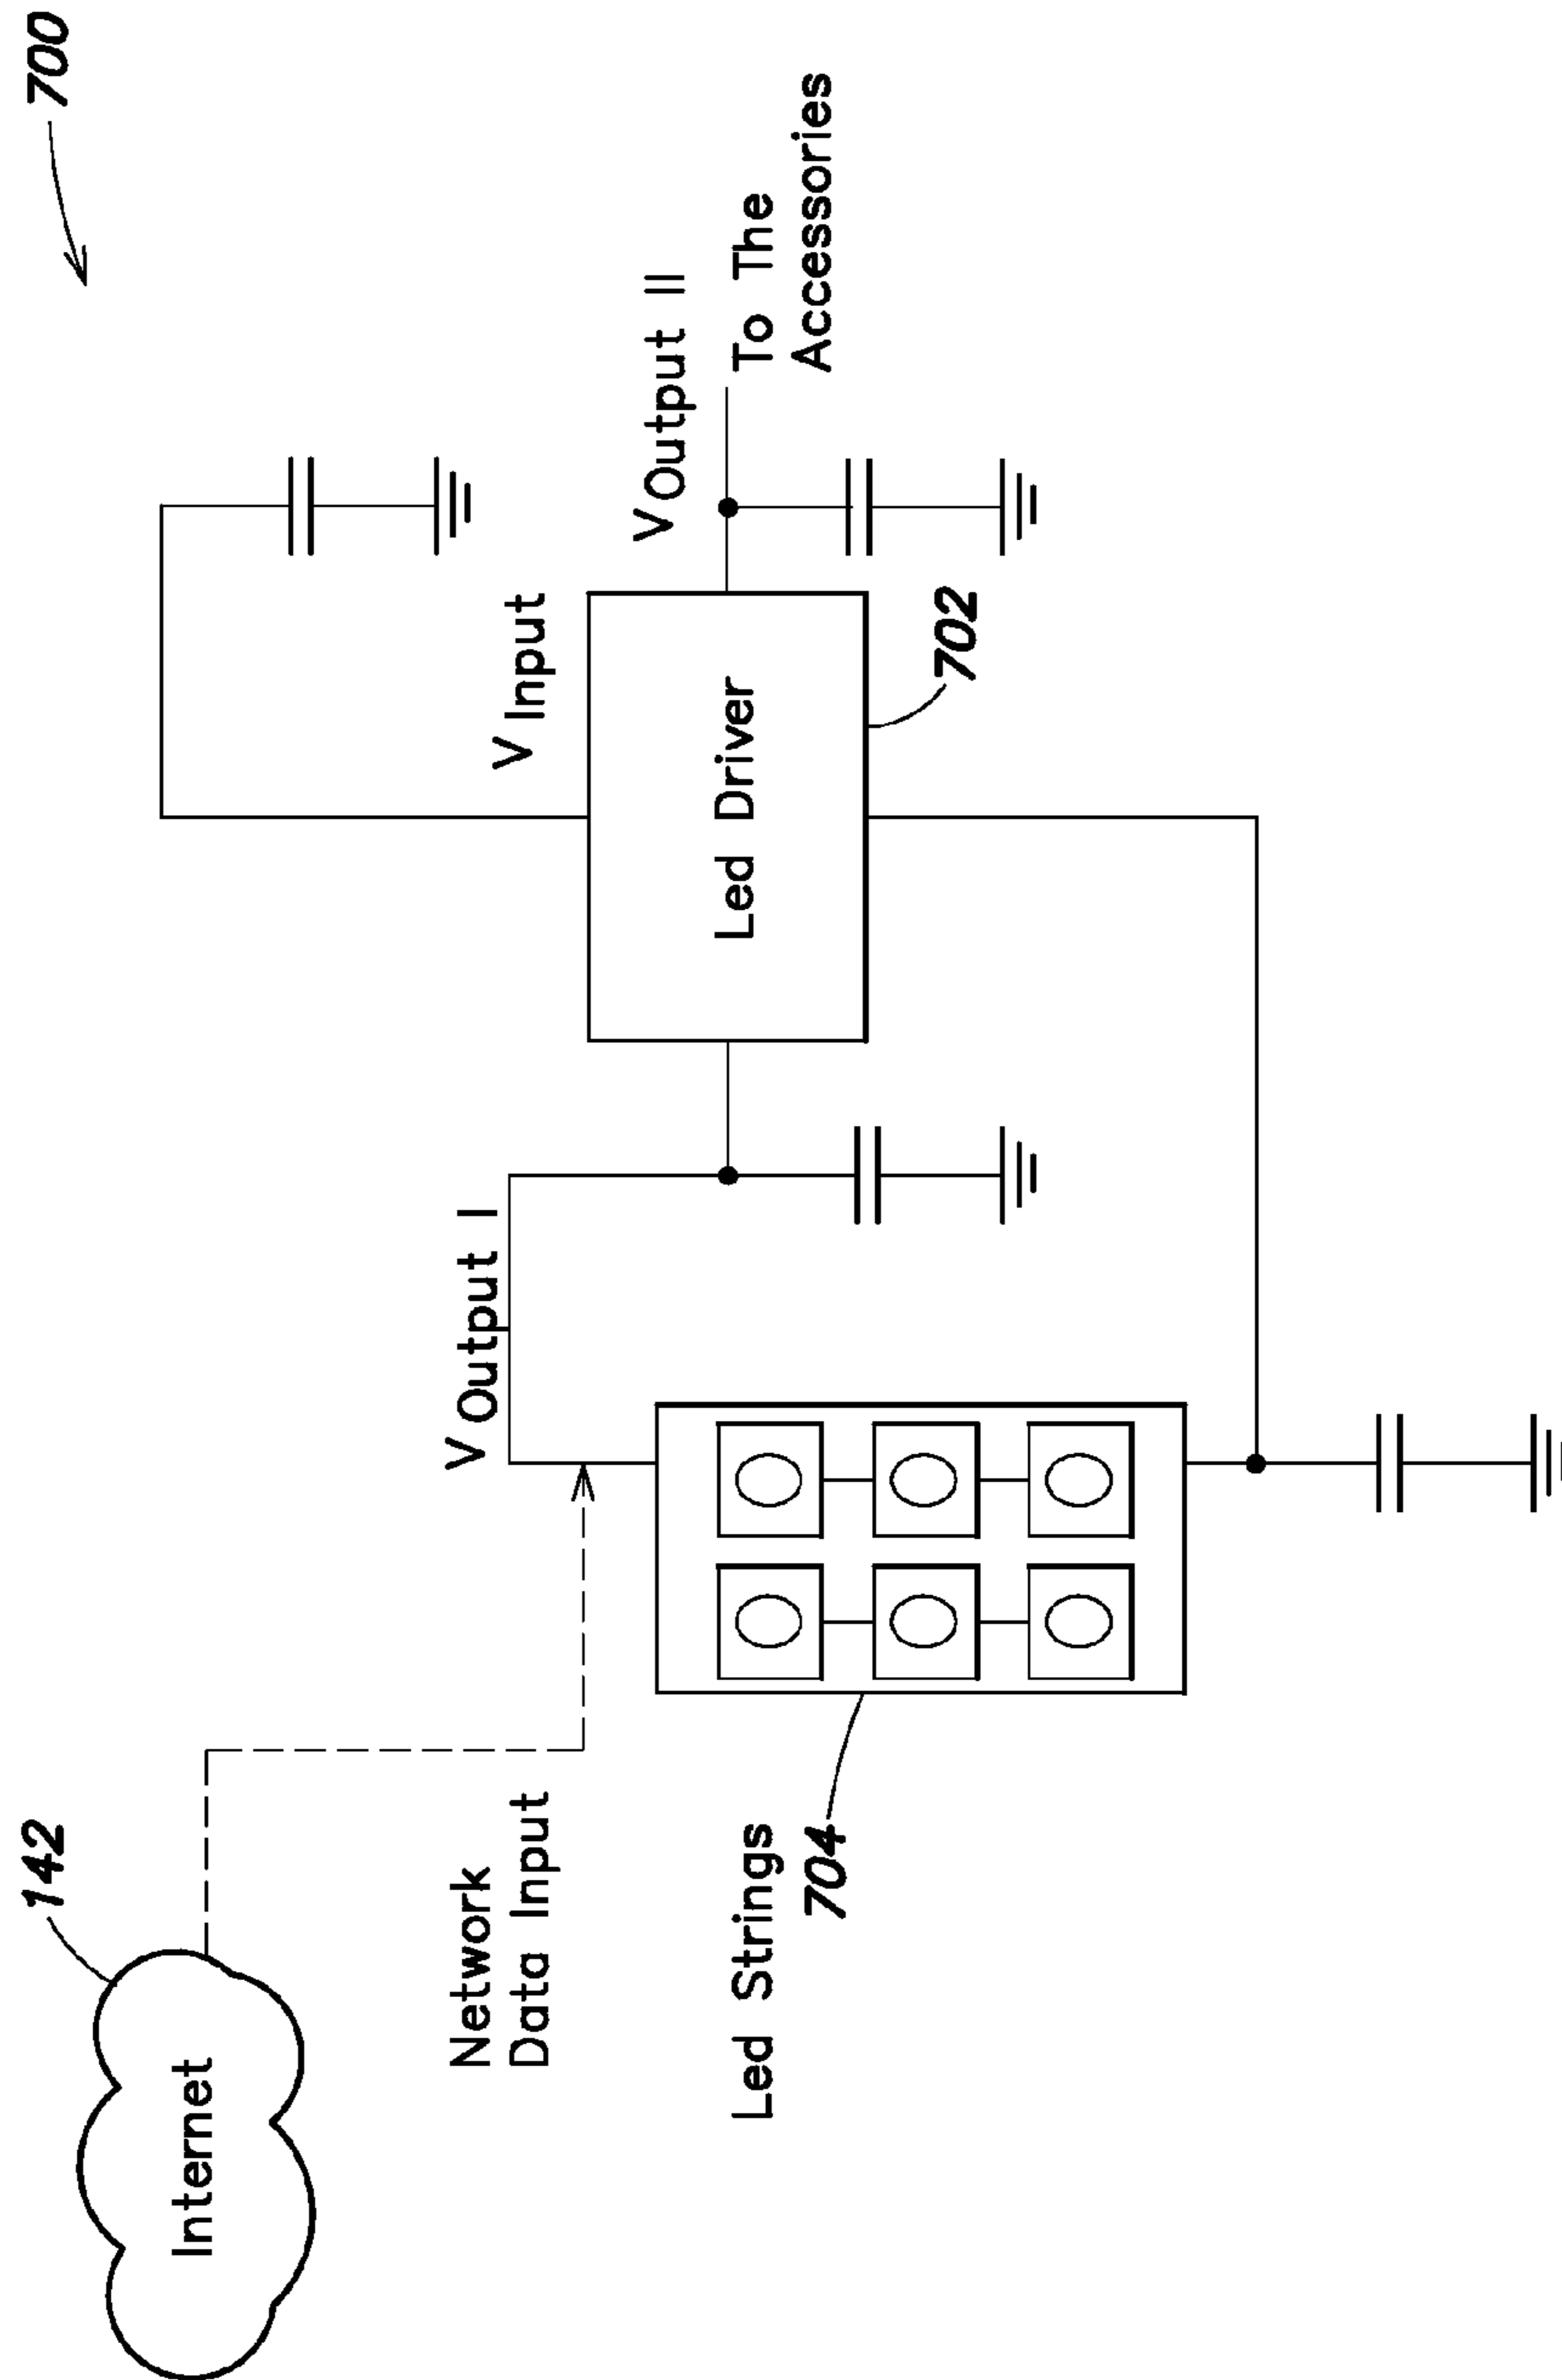 700
142
Internet
Network
Data Input
V Output I
V Input
V Output II
To The
Accessories
Led Driver
702
Led Strings
704